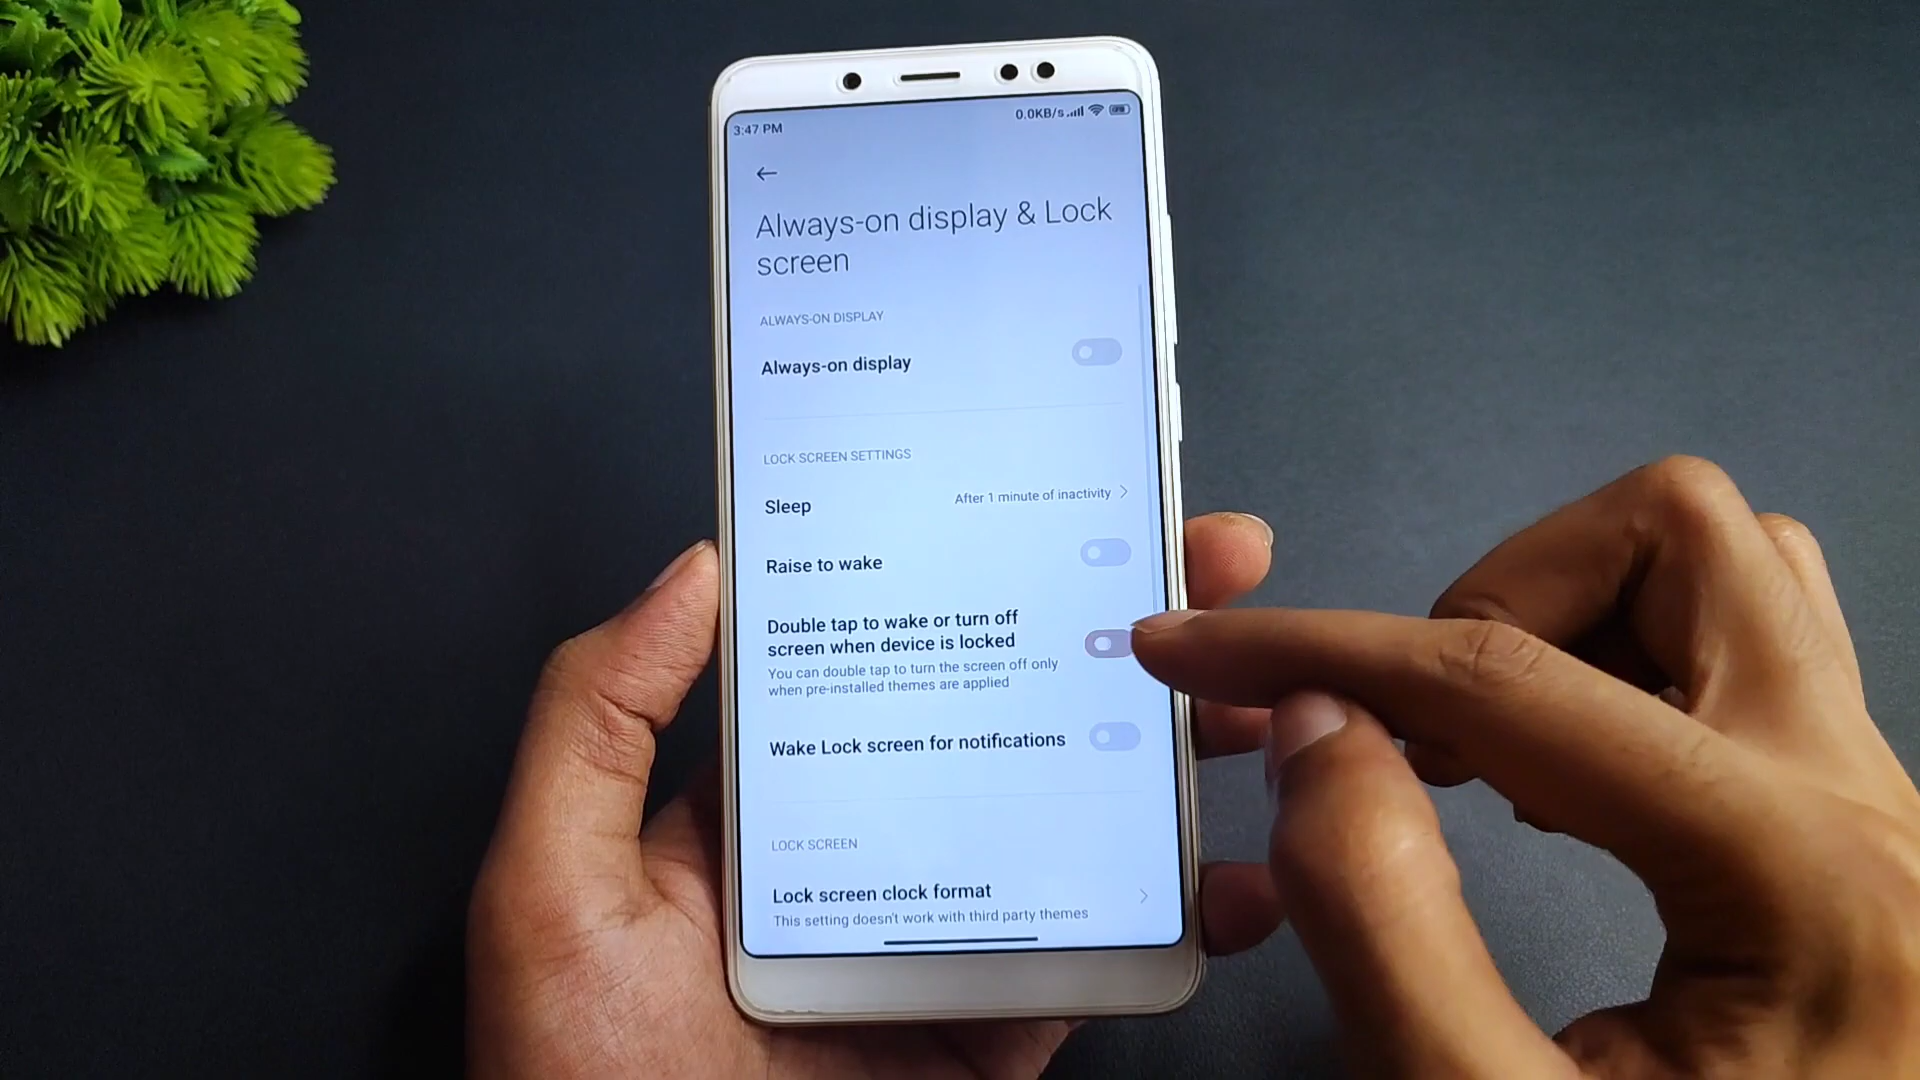 3:47 PM
0.0KB/s
Always-on display & Lock
screen
ALWAYS-ON DISPLAY
Always-on display
LOCK SCREEN SETTINGS
Sleep
After 1 minute of inactivity
Raise to wake
Double tap to wake or turn off
screen when device is locked
You can double tap to turn the screen off only
when pre-installed themes are applied
Wake Lock screen for notifications
LOCK SCREEN
Lock screen clock format
This setting doesn't work with third party themes